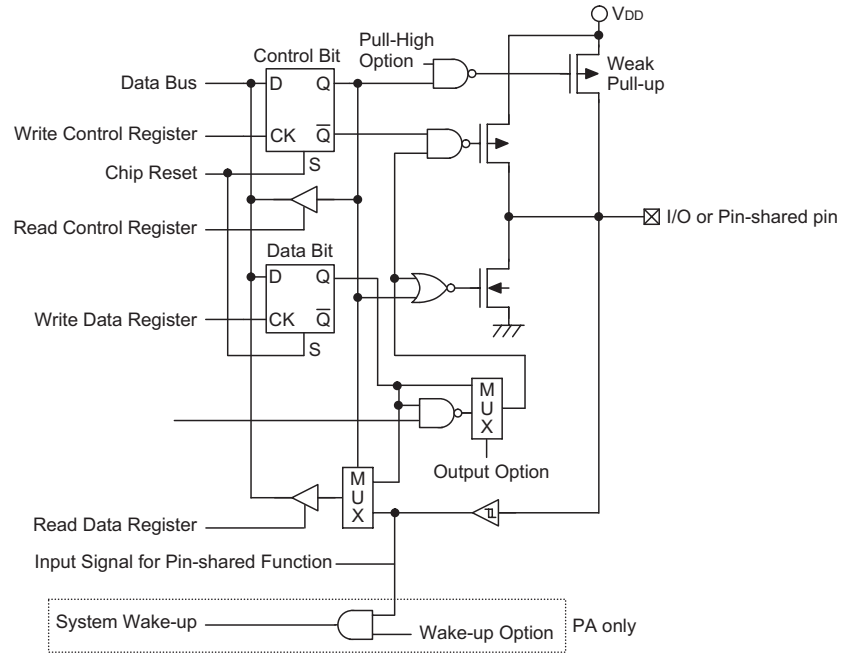 VDD
Control Bit
Pull-High
Option
Weak
Pull-up
Data Bus
D
Q
Write Control Register
CK
Q
S
Chip Reset
I/O or Pin-shared pin
Read Control Register
Data Bit
D
Q
Write Data Register
CK
Q
S
M
U
X
Output Option
M
U
X
Read Data Register
Input Signal for Pin-shared Function
System Wake-up
Wake-up Option
PA only